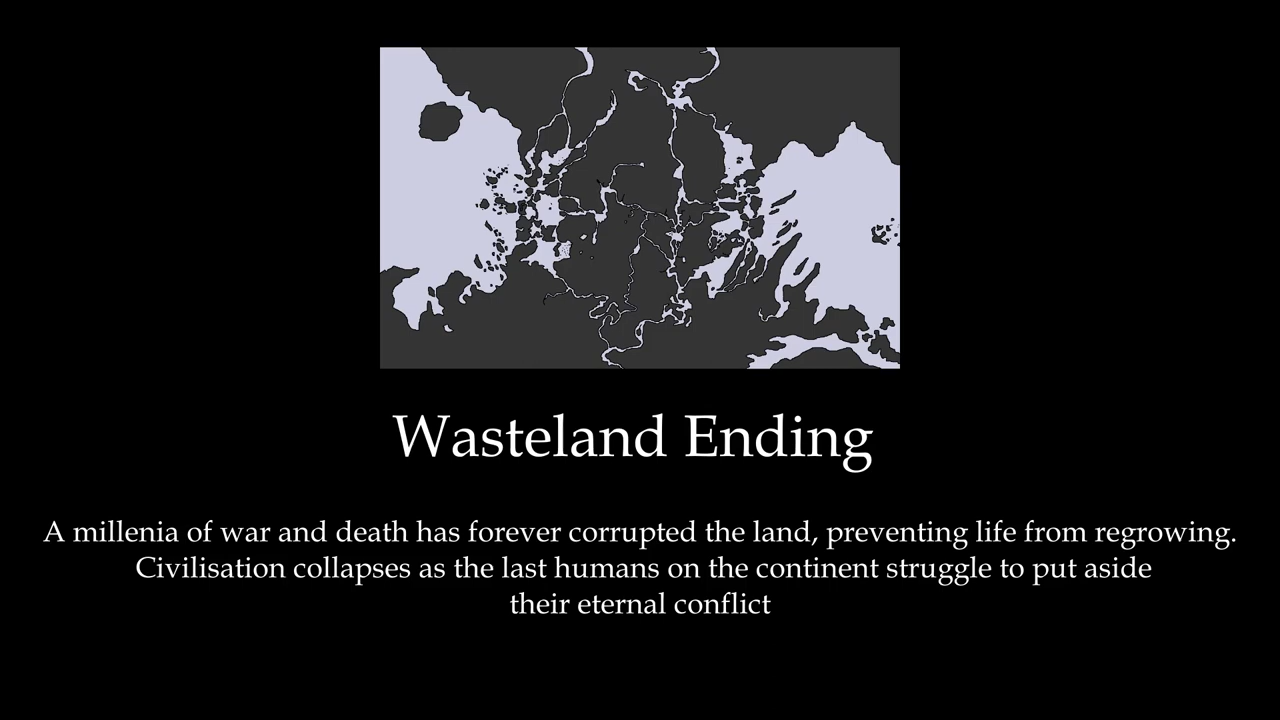 Wasteland Ending
A millenia of war and death has forever corrupted the land, preventing life from regrowing.
Civilisation collapses as the last humans on the continent struggle to put aside
their eternal conflict